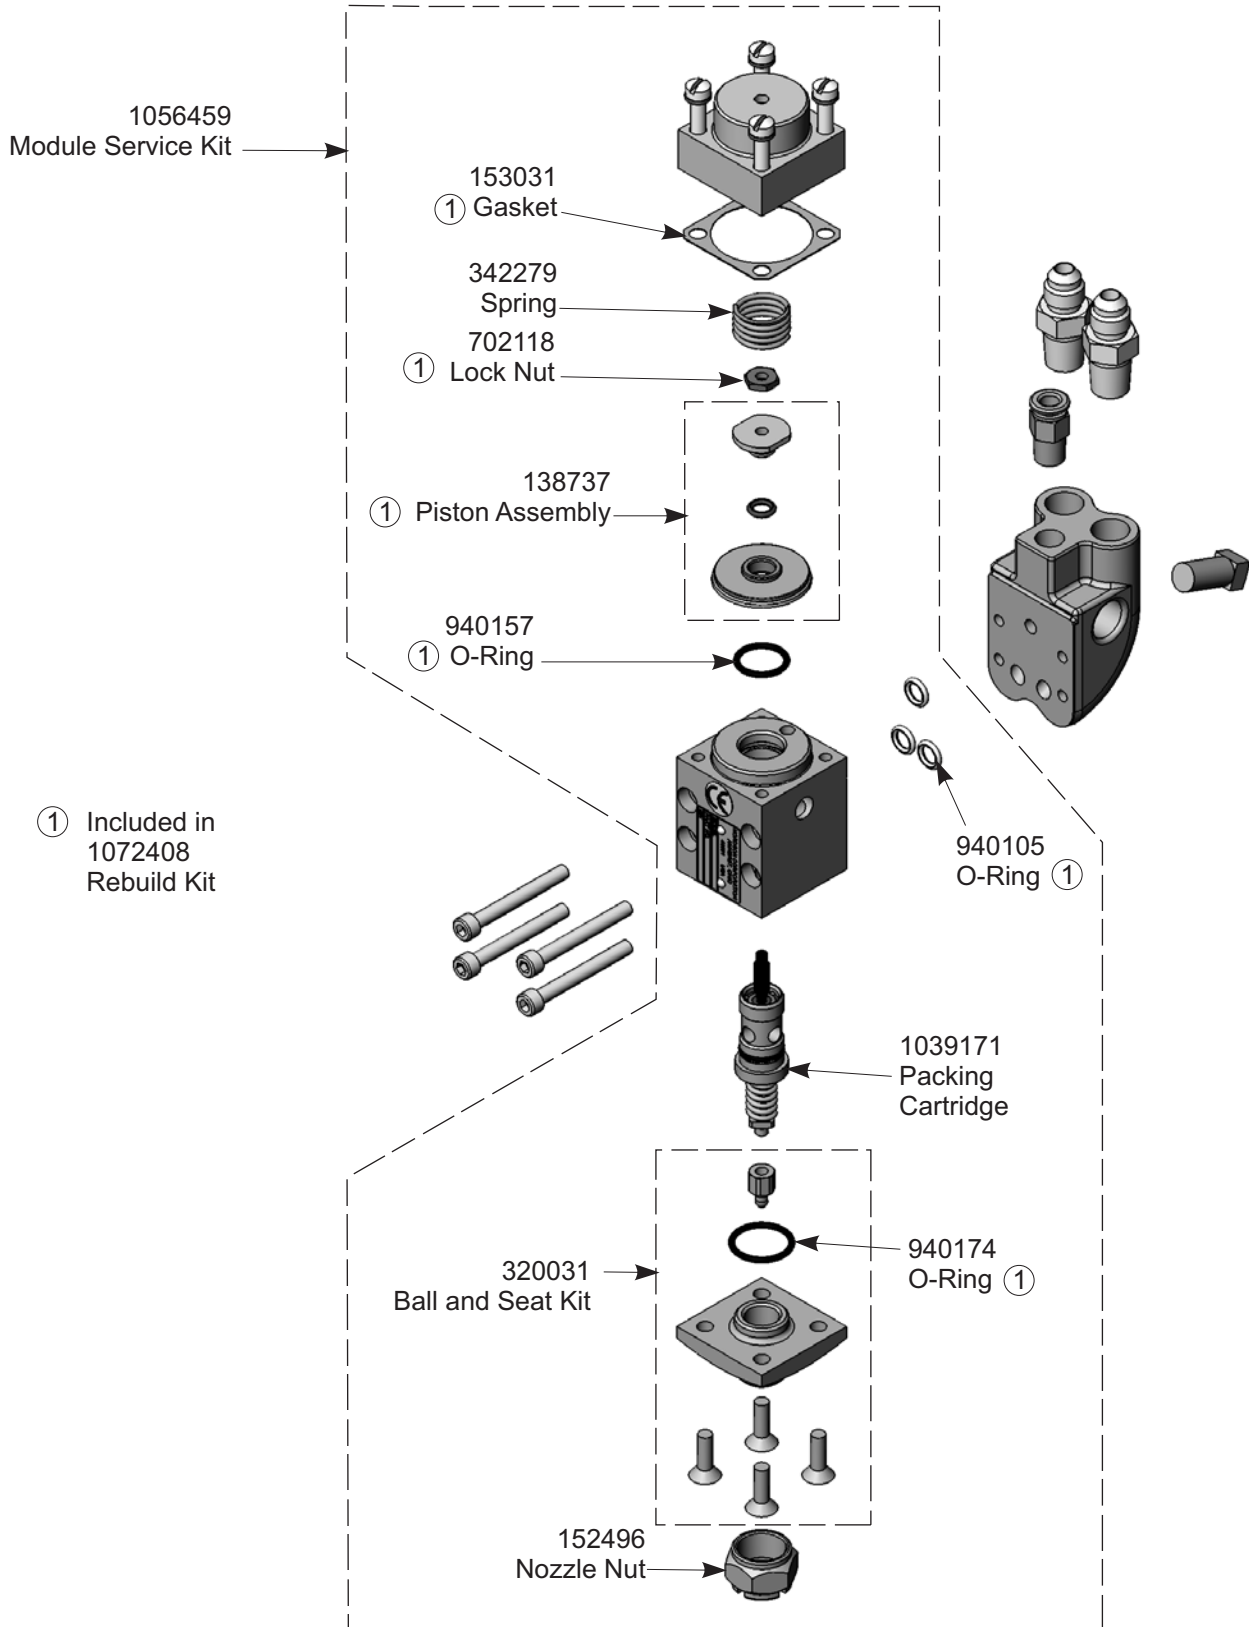 1056459
Module Service Kit
153031
① Gasket
342279
Spring
702118
① Lock Nut
138737
① Piston Assembly
940157
① O-Ring
① Included in
1072408
Rebuild Kit
940105
O-Ring ①
CE
1039171
Packing
Cartridge
940174
O-Ring ①
320031
Ball and Seat Kit
152496
Nozzle Nut